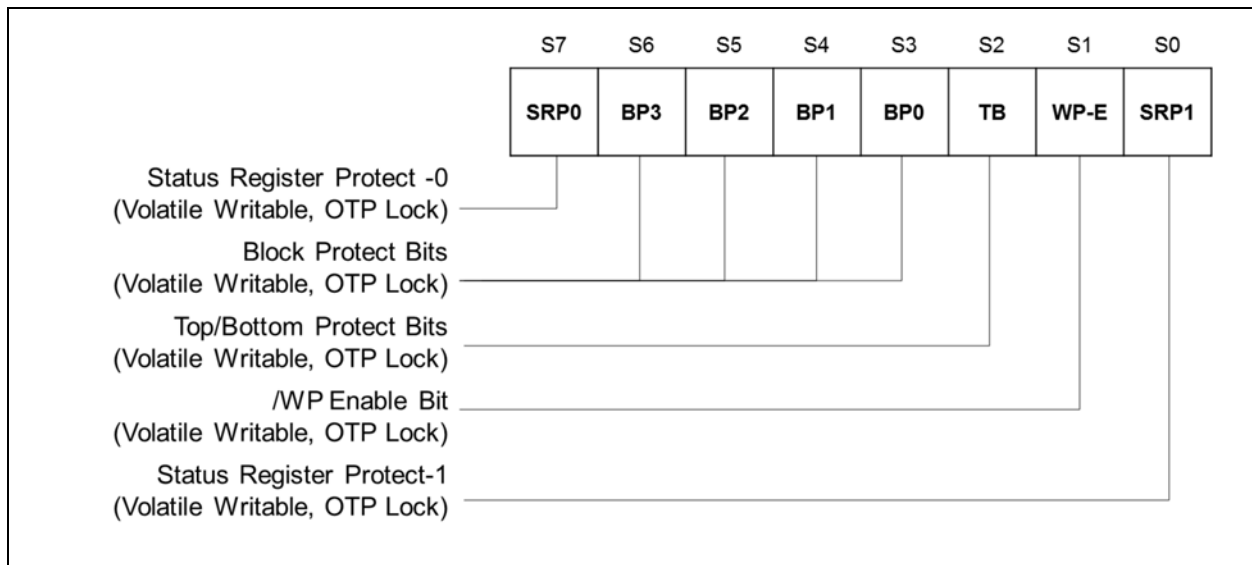 S7 S6 S5 S4 S3 S2 S1 S0
SRP0 BP3 BP2 BP1 BP0 TB WP-E SRP1
Status Register Protect -0
(Volatile Writable, OTP Lock)
Block Protect Bits
(Volatile Writable, OTP Lock)
Top/Bottom Protect Bits
(Volatile Writable, OTP Lock)
/WP Enable Bit
(Volatile Writable, OTP Lock)
Status Register Protect-1
(Volatile Writable, OTP Lock)